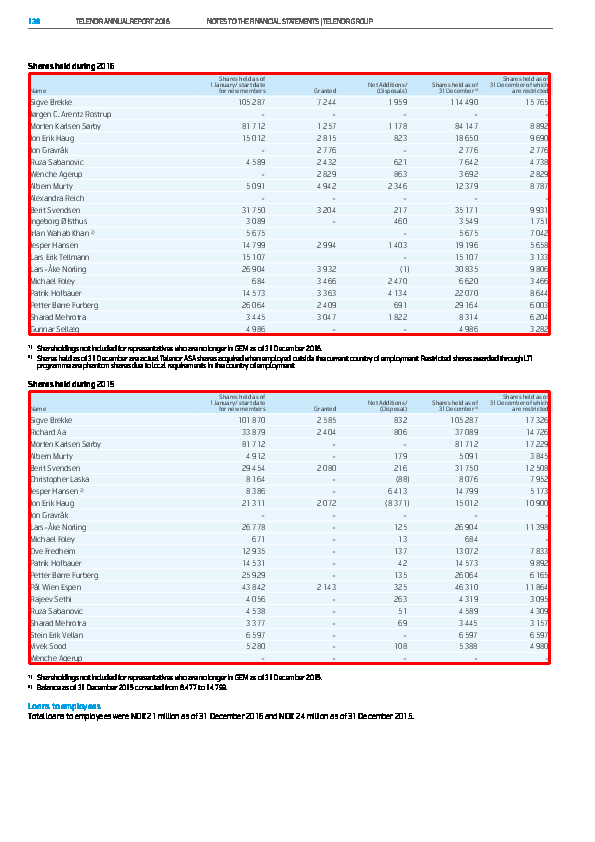 138 TELENOR ANNUAL REPORT 2016 NOTES TO THE FINANCIAL STATEMENTS | TELENOR GROUP
Shares held during 2016
Name Shares held as of 1 January/ start date for new members Granted Net Additions/ (Disposals) Shares held as of 31 December ¹⁾ Shares held as of 31 December of which are restricted
Sigve Brekke 105 287 7 244 1 959 114 490 15 765
Jørgen C. Arentz Rostrup – – – – –
Morten Karlsen Sørby 81 712 1 257 1 178 84 147 8 892
Jon Erik Haug 15 012 2 815 823 18 650 9 690
Jon Gravråk – 2 776 – 2 776 2 776
Ruza Sabanovic 4 589 2 432 621 7 642 4 738
Wenche Agerup – 2 829 863 3 692 2 829
Albern Murty 5 091 4 942 2 346 12 379 8 787
Alexandra Reich – – – – –
Berit Svendsen 31 750 3 204 217 35 171 9 931
Ingeborg Øfsthus 3 089 – 460 3 549 1 751
Irfan Wahab Khan ²⁾ 5 675 – 5 675 7 042
Jesper Hansen 14 799 2 994 1 403 19 196 5 658
Lars Erik Tellmann 15 107 – 15 107 3 133
Lars-Åke Norling 26 904 3 932 (1) 30 835 9 806
Michael Foley 684 3 466 2 470 6 620 3 466
Patrik Hofbauer 14 573 3 363 4 134 22 070 8 644
Petter Børre Furberg 26 064 2 409 691 29 164 6 003
Sharad Mehrotra 3 445 3 047 1 822 8 314 6 204
Gunnar Sellæg 4 986 – – 4 986 3 282
¹⁾ Shareholdings not included for representatives who are no longer in GEM as of 31 December 2016.
²⁾ Shares held as of 31 December are actual Telenor ASA shares acquired when employed outside the current country of employment. Restricted shares awarded through LTI
programme are phantom shares due to local requirements in the country of employment
Shares held during 2015
Name Shares held as of 1 January/ start date for new members Granted Net Additions/ (Disposal) Shares held as of 31 December ¹⁾ Shares held as of 31 December of which are restricted
Sigve Brekke 101 870 2 585 832 105 287 17 326
Richard Aa 33 879 2 404 806 37 089 14 726
Morten Karlsen Sørby 81 712 – – 81 712 17 229
Albern Murty 4 912 – 179 5 091 3 845
Berit Svendsen 29 454 2 080 216 31 750 12 508
Christopher Laska 8 164 – (88) 8 076 7 952
Jesper Hansen ²⁾ 8 386 – 6 413 14 799 5 173
Jon Erik Haug 21 311 2 072 (8 371) 15 012 10 900
Jon Gravråk – – – – –
Lars-Åke Norling 26 778 – 125 26 904 11 398
Michael Foley 671 – 13 684 –
Ove Fredheim 12 935 – 137 13 072 7 833
Patrik Hofbauer 14 531 – 42 14 573 9 892
Petter Børre Furberg 25 929 – 135 26 064 6 165
Pål Wien Espen 43 842 2 143 325 46 310 11 864
Rajeev Sethi 4 056 – 263 4 319 3 095
Ruza Sabanovic 4 538 – 51 4 589 4 309
Sharad Mehrotra 3 377 – 69 3 445 3 157
Stein Erik Vellan 6 597 – – 6 597 6 597
Vivek Sood 5 280 – 108 5 388 4 980
Wenche Agerup – – – – –
¹⁾ Shareholdings not included for representatives who are no longer in GEM as of 31 December 2015.
²⁾ Balance as of 31 December 2015 corrected from 8.477 to 14.799.
Loans to employees
Total loans to employees were NOK 21 million as of 31 December 2016 and NOK 24 million as of 31 December 2015.